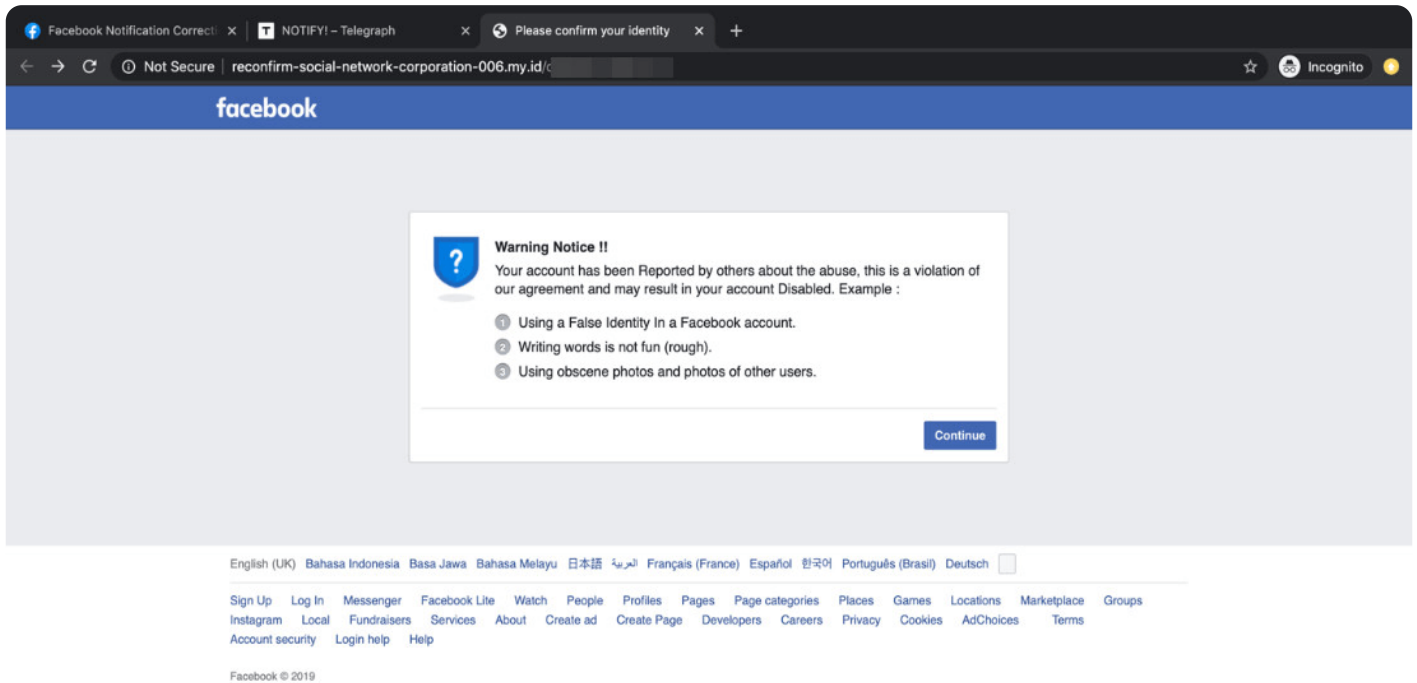 Facebook Notification Correcti
T NOTIFY! – Telegraph
Please confirm your identity
Not Secure | reconfirm-social-network-corporation-006.my.id/
Incognito
facebook
?
Warning Notice !!
Your account has been Reported by others about the abuse, this is a violation of
our agreement and may result in your account Disabled. Example :
1 Using a False Identity In a Facebook account.
2 Writing words is not fun (rough).
3 Using obscene photos and photos of other users.
Continue
English (UK) Bahasa Indonesia Basa Jawa Bahasa Melayu 日本語 العربية Français (France) Español 한국어 Português (Brasil) Deutsch
Sign Up Log In Messenger Facebook Lite Watch People Profiles Pages Page categories Places Games Locations Marketplace Groups
Instagram Local Fundraisers Services About Create ad Create Page Developers Careers Privacy Cookies AdChoices Terms
Account security Login help Help
Facebook © 2019